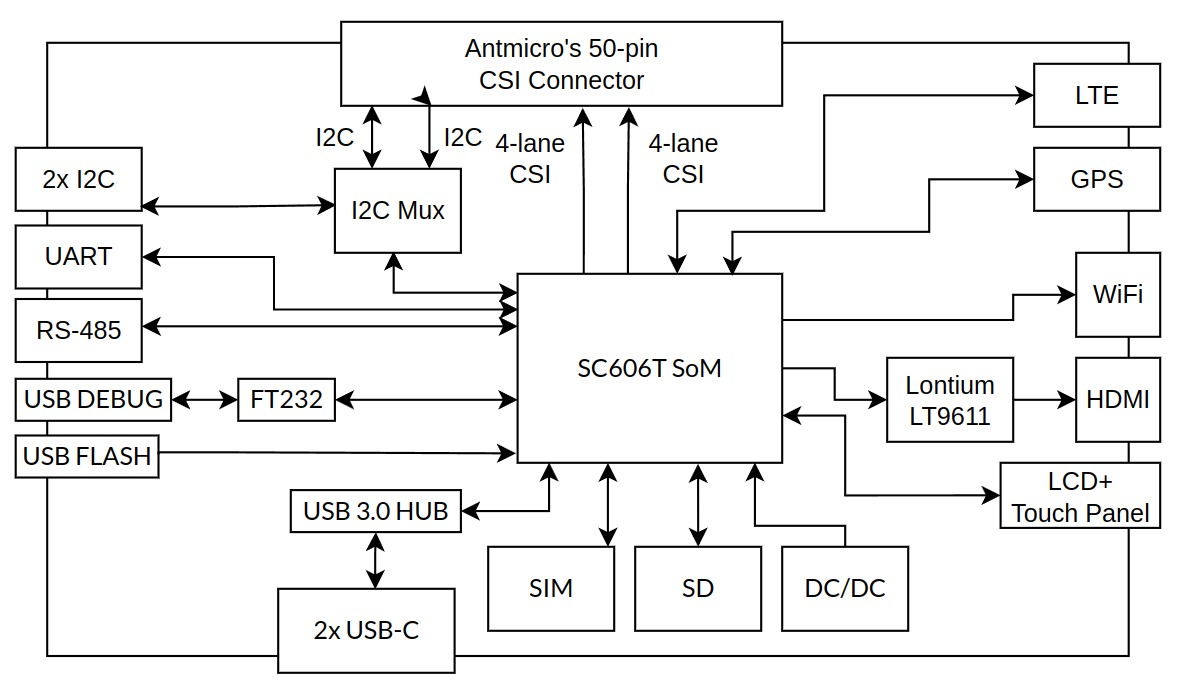 Antmicro's 50-pin
CSI Connector
LTE
I2C
I2C
4-lane
CSI
4-lane
CSI
2x I2C
GPS
I2C Mux
UART
WiFi
RS-485
SC606T SoM
USB DEBUG
FT232
Lontium
LT9611
HDMI
USB FLASH
LCD+
Touch Panel
USB 3.0 HUB
SIM
SD
DC/DC
2x USB-C